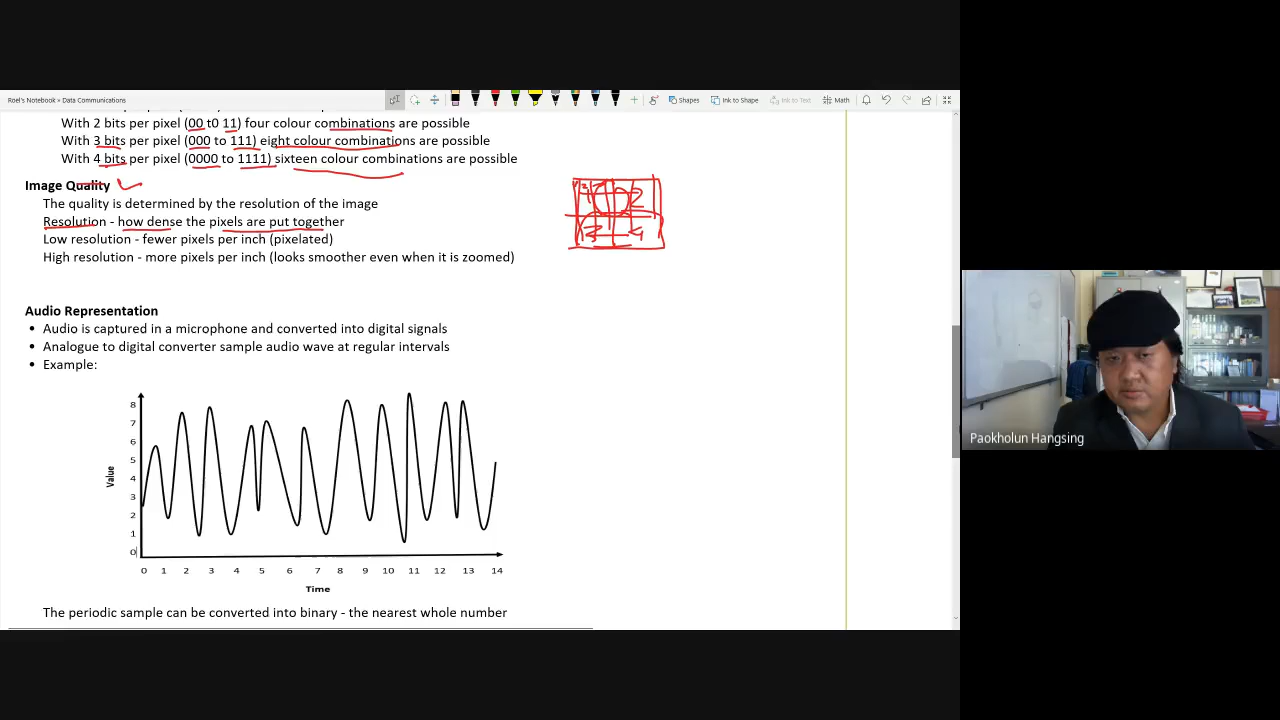 Roel's Notebook » Data Communications
Shapes
Ink to Shape
Ink to Text
Math
With 2 bits per pixel (00 t0 11) four colour combinations are possible
With 3 bits per pixel (000 to 111) eight colour combinations are possible
With 4 bits per pixel (0000 to 1111) sixteen colour combinations are possible
Image Quality
The quality is determined by the resolution of the image
Resolution - how dense the pixels are put together
Low resolution - fewer pixels per inch (pixelated)
High resolution - more pixels per inch (looks smoother even when it is zoomed)
Audio Representation
• Audio is captured in a microphone and converted into digital signals
• Analogue to digital converter sample audio wave at regular intervals
• Example:
8
7
6
5
4
3
2
1
0
Value
0 1 2 3 4 5 6 7 8 9 10 11 12 13 14
Time
The periodic sample can be converted into binary - the nearest whole number
Paokholun Hangsing